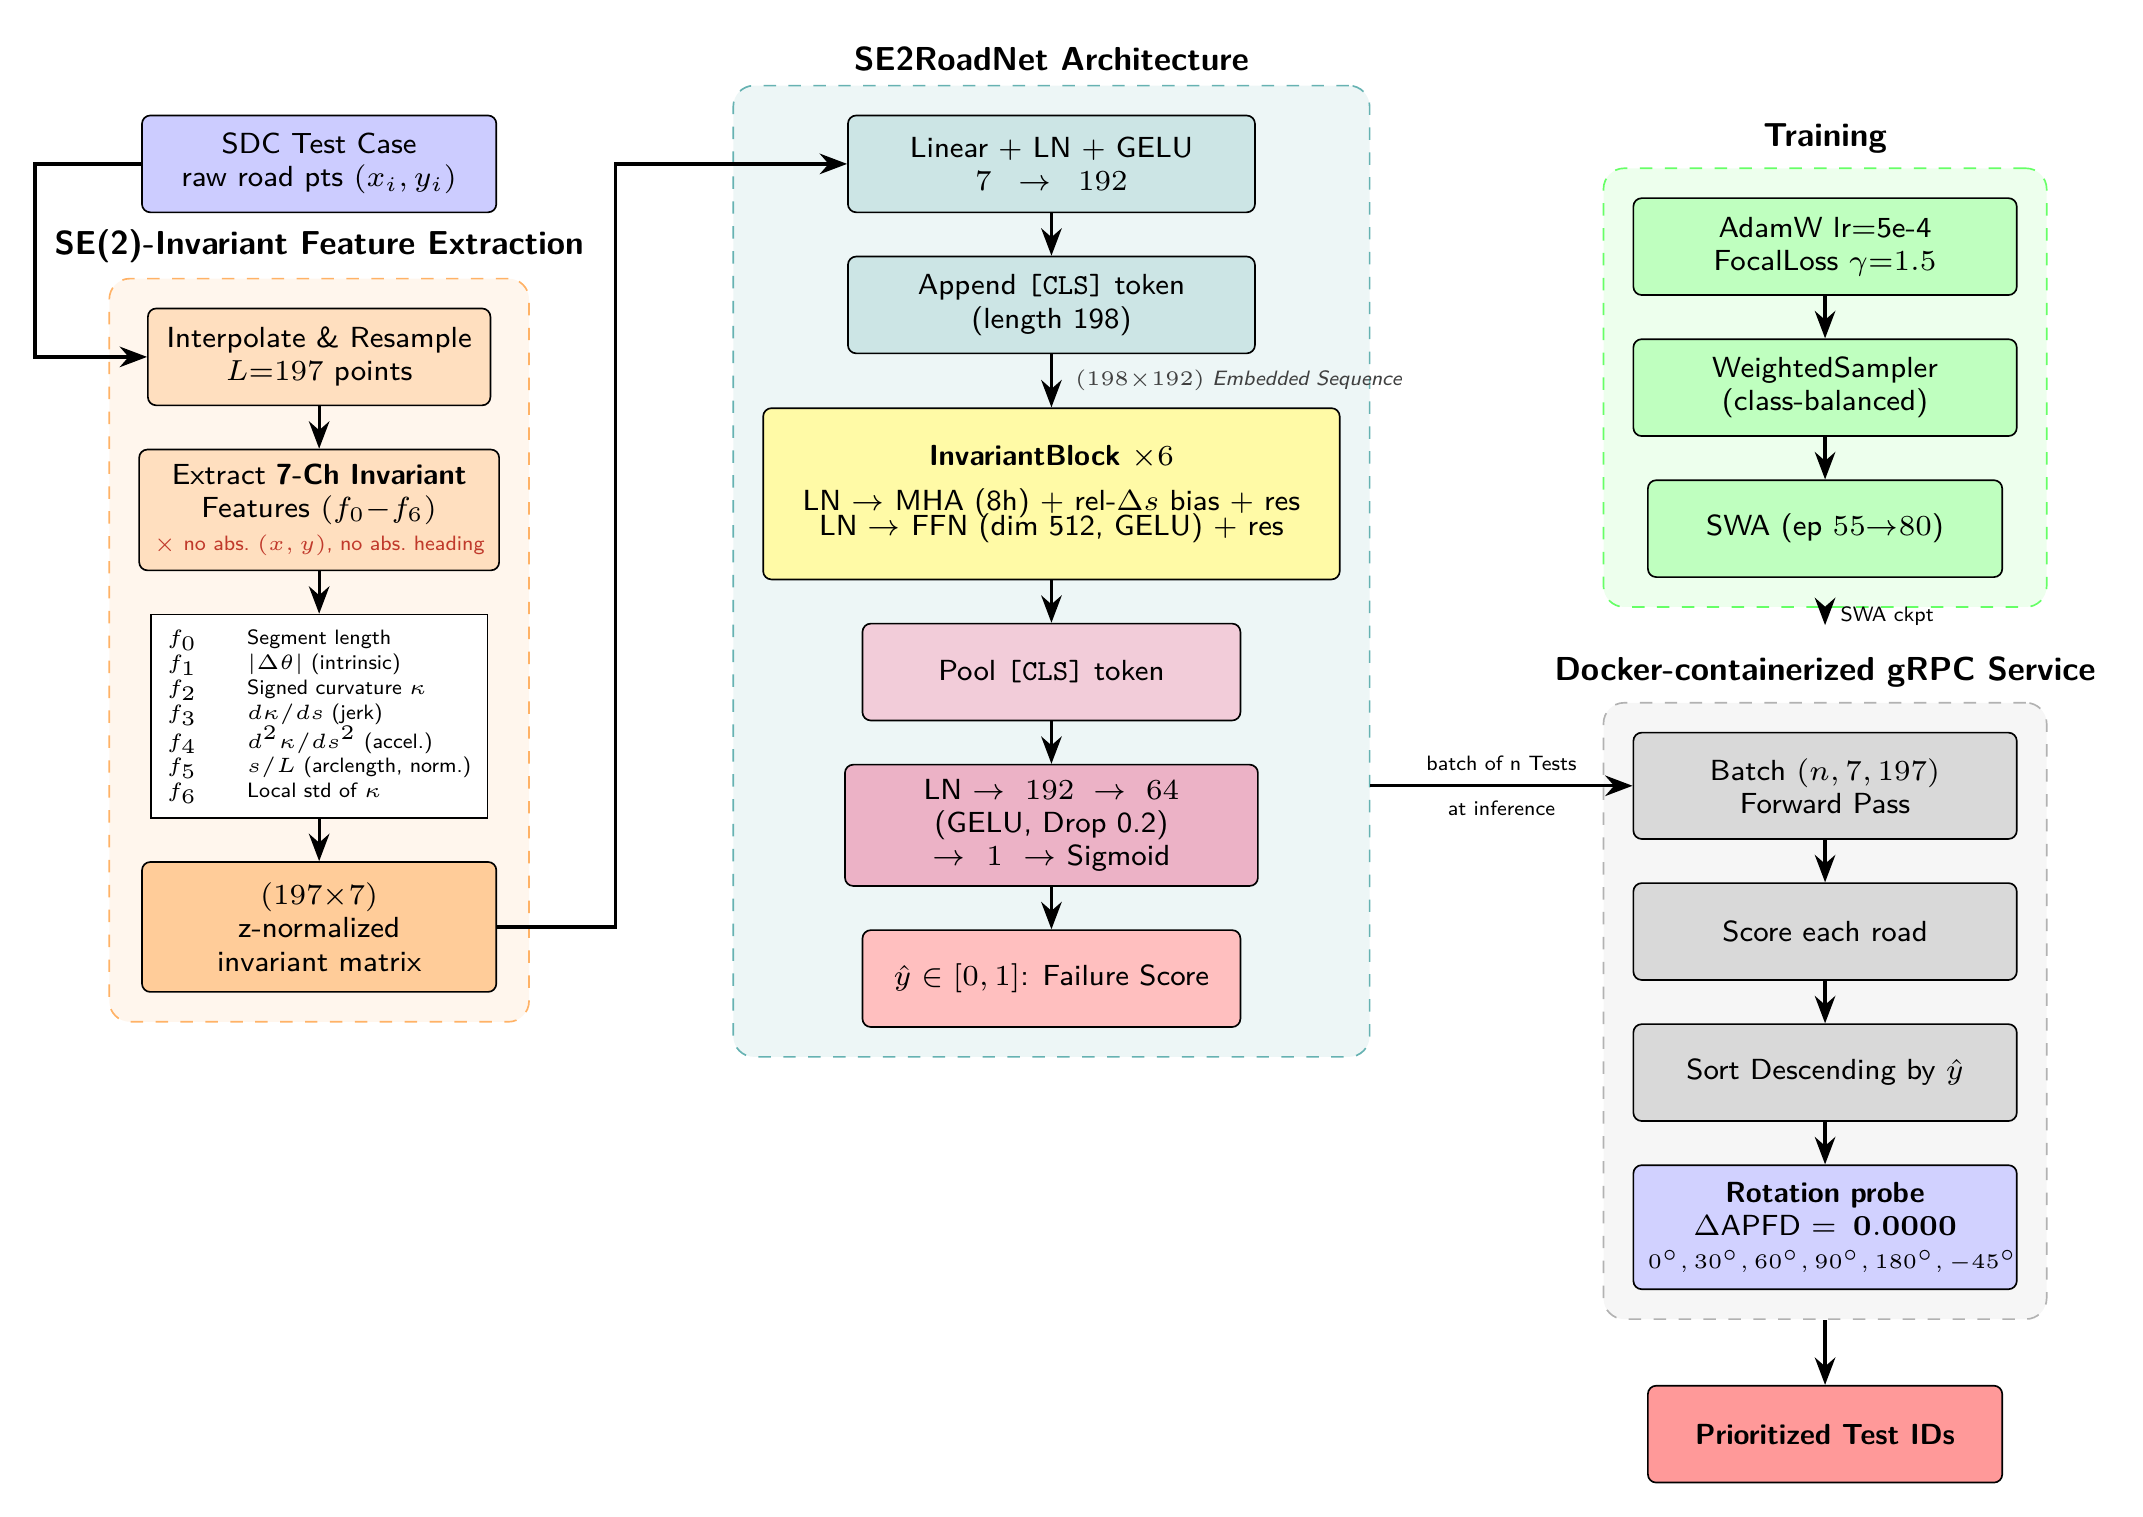 SDC Test Case
raw road pts (x_i, y_i)
SE(2)-Invariant Feature Extraction
Interpolate & Resample
L=197 points
Extract 7-Ch Invariant
Features (f_0−f_6)
× no abs. (x, y), no abs. heading
f_0 Segment length
f_1 |Δθ| (intrinsic)
f_2 Signed curvature κ
f_3 dκ/ds (jerk)
f_4 d²κ/ds² (accel.)
f_5 s/L (arclength, norm.)
f_6 Local std of κ
(197×7)
z-normalized
invariant matrix
SE2RoadNet Architecture
Linear + LN + GELU
7 → 192
Append [CLS] token
(length 198)
(198×192) Embedded Sequence
InvariantBlock ×6
LN → MHA (8h) + rel-Δs bias + res
LN → FFN (dim 512, GELU) + res
Pool [CLS] token
LN → 192 → 64
(GELU, Drop 0.2)
→ 1 → Sigmoid
ŷ ∈ [0, 1]: Failure Score
batch of n Tests
at inference
Training
AdamW lr=5e-4
FocalLoss γ=1.5
WeightedSampler
(class-balanced)
SWA (ep 55→80)
SWA ckpt
Docker-containerized gRPC Service
Batch (n, 7, 197)
Forward Pass
Score each road
Sort Descending by ŷ
Rotation probe
ΔAPFD = 0.0000
0°, 30°, 60°, 90°, 180°, −45°
Prioritized Test IDs